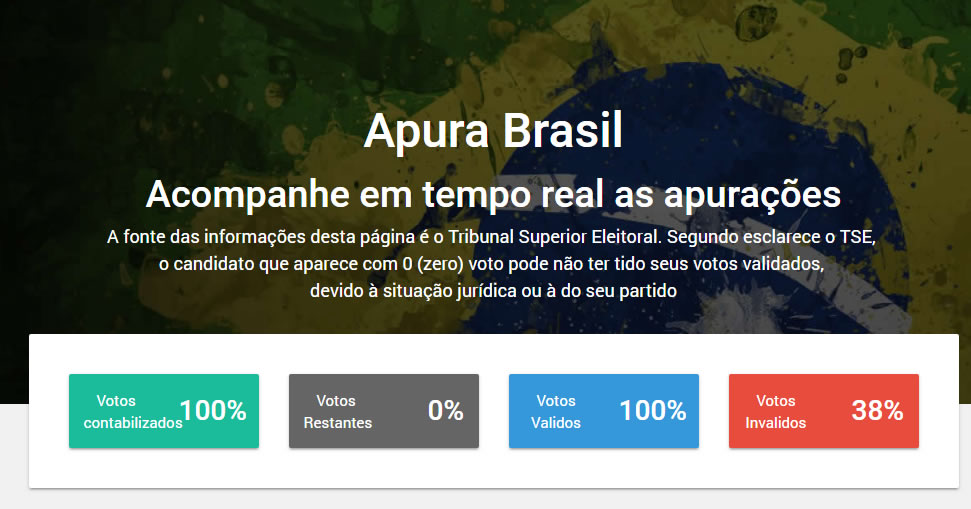 Apura Brasil
Acompanhe em tempo real as apurações
A fonte das informações desta página é o Tribunal Superior Eleitoral. Segundo esclarece o TSE,
o candidato que aparece com 0 (zero) voto pode não ter tido seus votos validados,
devido à situação jurídica ou à do seu partido
Votos
contabilizados 100%
Votos
Restantes 0%
Votos
Validos 100%
Votos
Invalidos 38%